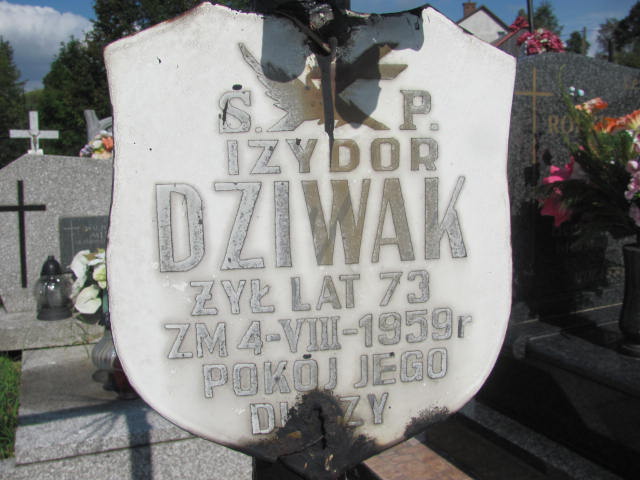 Ś. P.
IZYDOR
DZIWAK
ŻYŁ LAT 73
ZM 4-VIII-1959r
POKÓJ JEGO